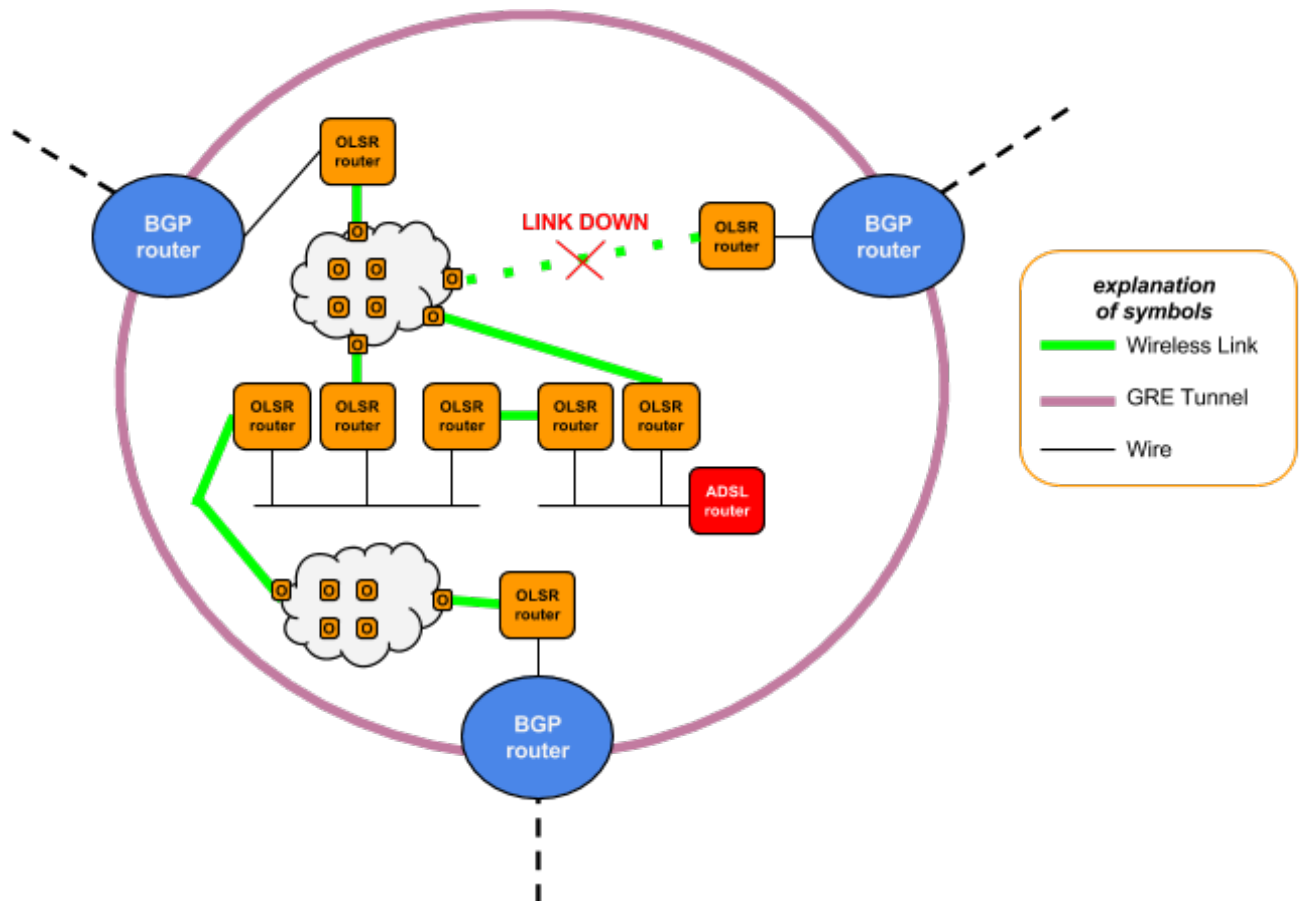 OLSR
router
BGP
router
LINK DOWN
OLSR
router
BGP
router
O
O
O
O
O
O
O
O
explanation
of symbols
Wireless Link
GRE Tunnel
Wire
OLSR
router
OLSR
router
OLSR
router
OLSR
router
OLSR
router
ADSL
router
O
O
O
O
O
O
OLSR
router
BGP
router